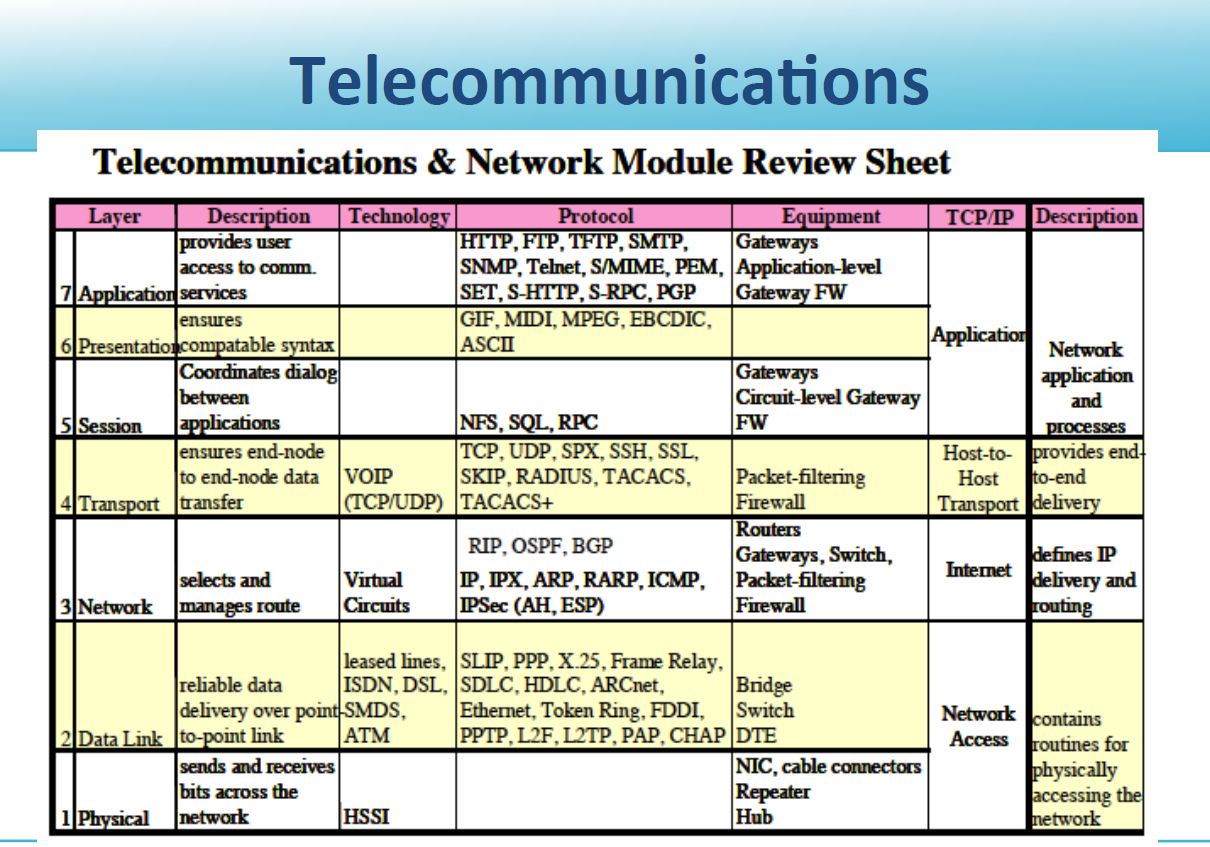 Telecommunications
Telecommunications & Network Module Review Sheet
Layer Description Technology Protocol Equipment TCP/IP Description
7 Application
provides user
access to comm.
services
HTTP, FTP, TFTP, SMTP,
SNMP, Telnet, S/MIME, PEM,
SET, S-HTTP, S-RPC, PGP
Gateways
Application-level
Gateway FW
6 Presentation
ensures
compatable syntax
GIF, MIDI, MPEG, EBCDIC,
ASCII
5 Session
Coordinates dialog
between
applications
NFS, SQL, RPC
Gateways
Circuit-level Gateway
FW
Application
Network
application
and
processes
4 Transport
ensures end-node
to end-node data
transfer
VOIP
(TCP/UDP)
TCP, UDP, SPX, SSH, SSL,
SKIP, RADIUS, TACACS,
TACACS+
Packet-filtering
Firewall
Host-to-
Host
Transport
provides end-
to-end
delivery
3 Network
selects and
manages route
Virtual
Circuits
RIP, OSPF, BGP
IP, IPX, ARP, RARP, ICMP,
IPSec (AH, ESP)
Routers
Gateways, Switch,
Packet-filtering
Firewall
Internet
defines IP
delivery and
routing
2 Data Link
reliable data
delivery over point-
to-point link
leased lines,
ISDN, DSL,
SMDS,
ATM
SLIP, PPP, X.25, Frame Relay,
SDLC, HDLC, ARCnet,
Ethernet, Token Ring, FDDI,
PPTP, L2F, L2TP, PAP, CHAP
Bridge
Switch
DTE
1 Physical
sends and receives
bits across the
network
HSSI
NIC, cable connectors
Repeater
Hub
Network
Access
contains
routines for
physically
accessing the
network